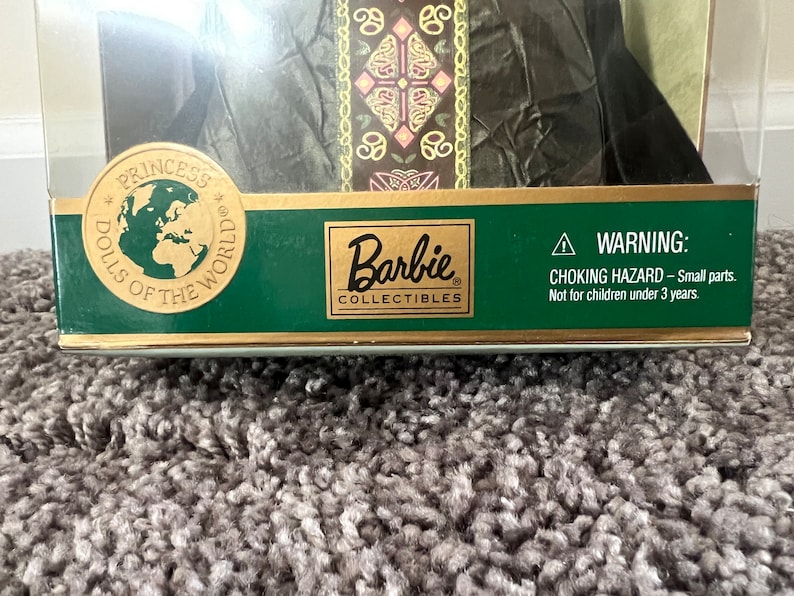 PRINCESS
DOLLS OF THE WORLD®
Barbie®
COLLECTIBLES
⚠ WARNING:
CHOKING HAZARD – Small parts.
Not for children under 3 years.